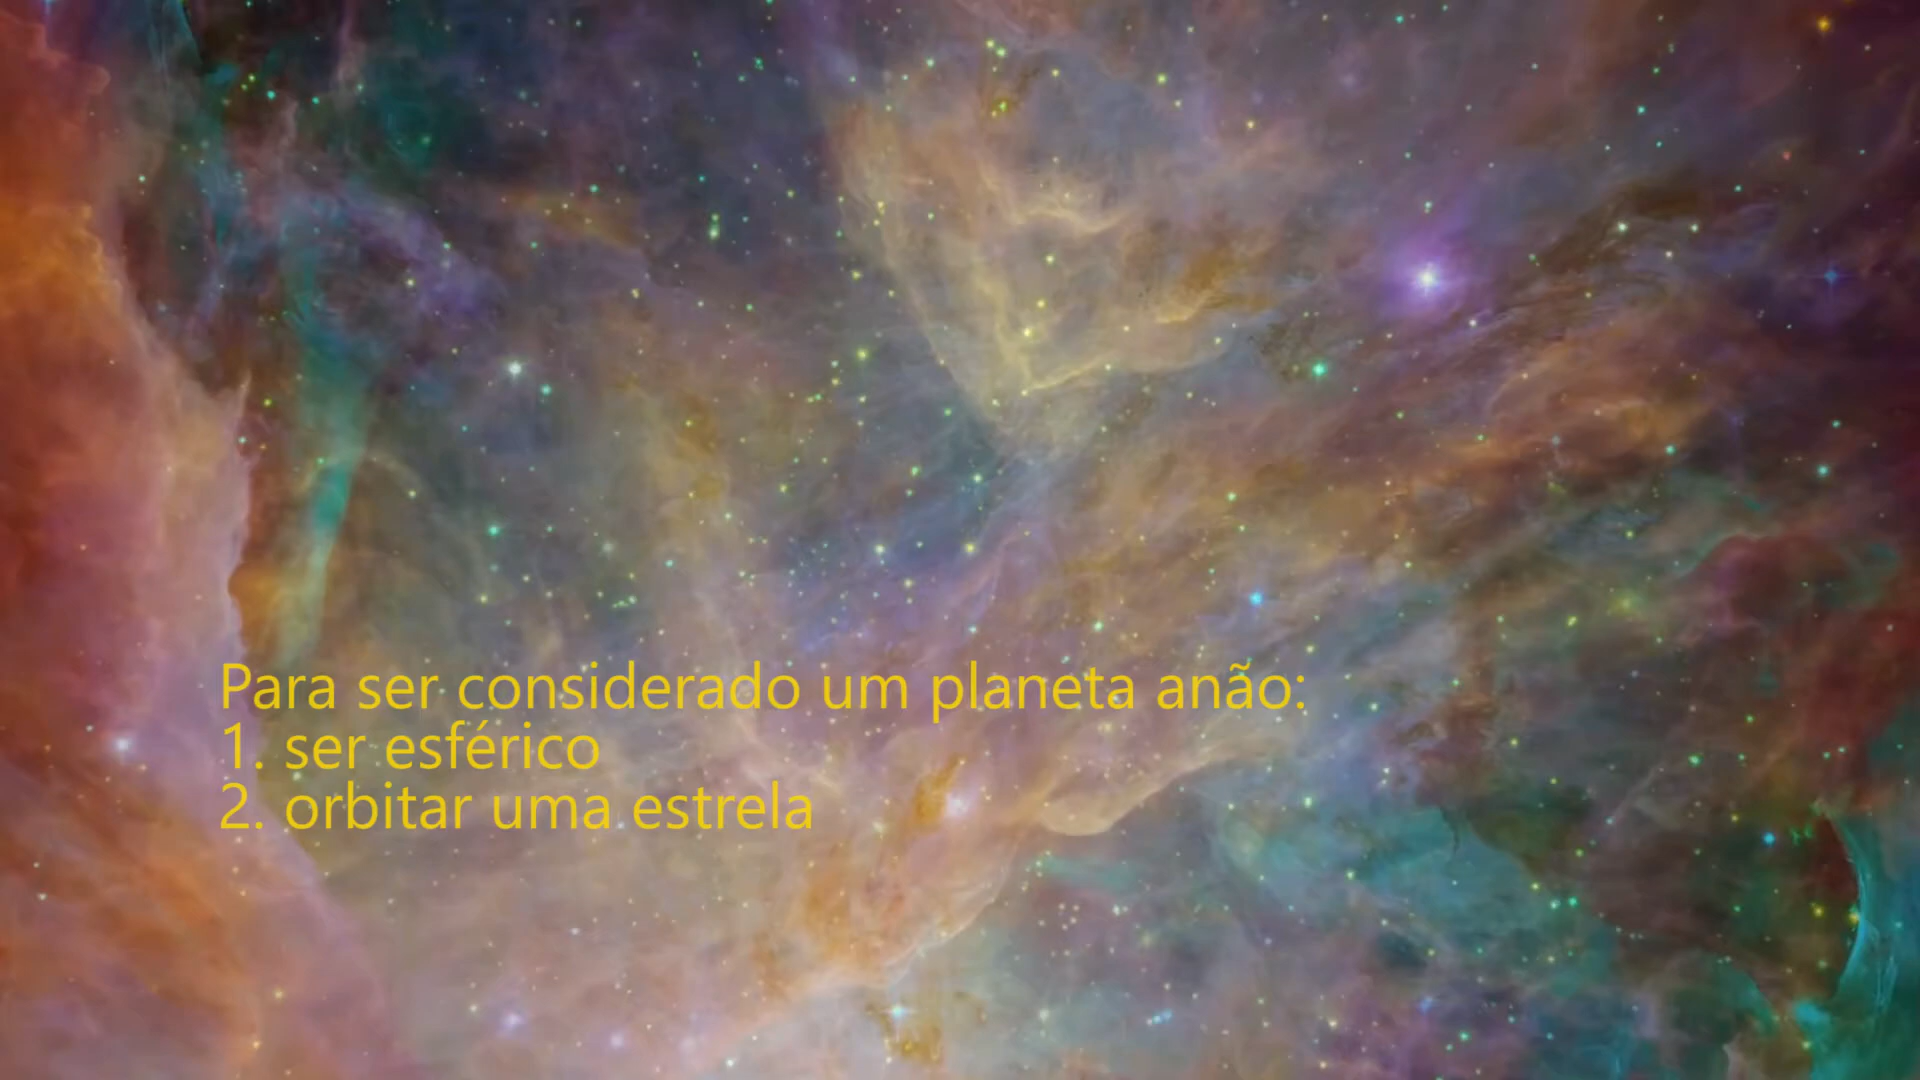 Para ser considerado um planeta anão:
1. ser esférico
2. orbitar uma estrela